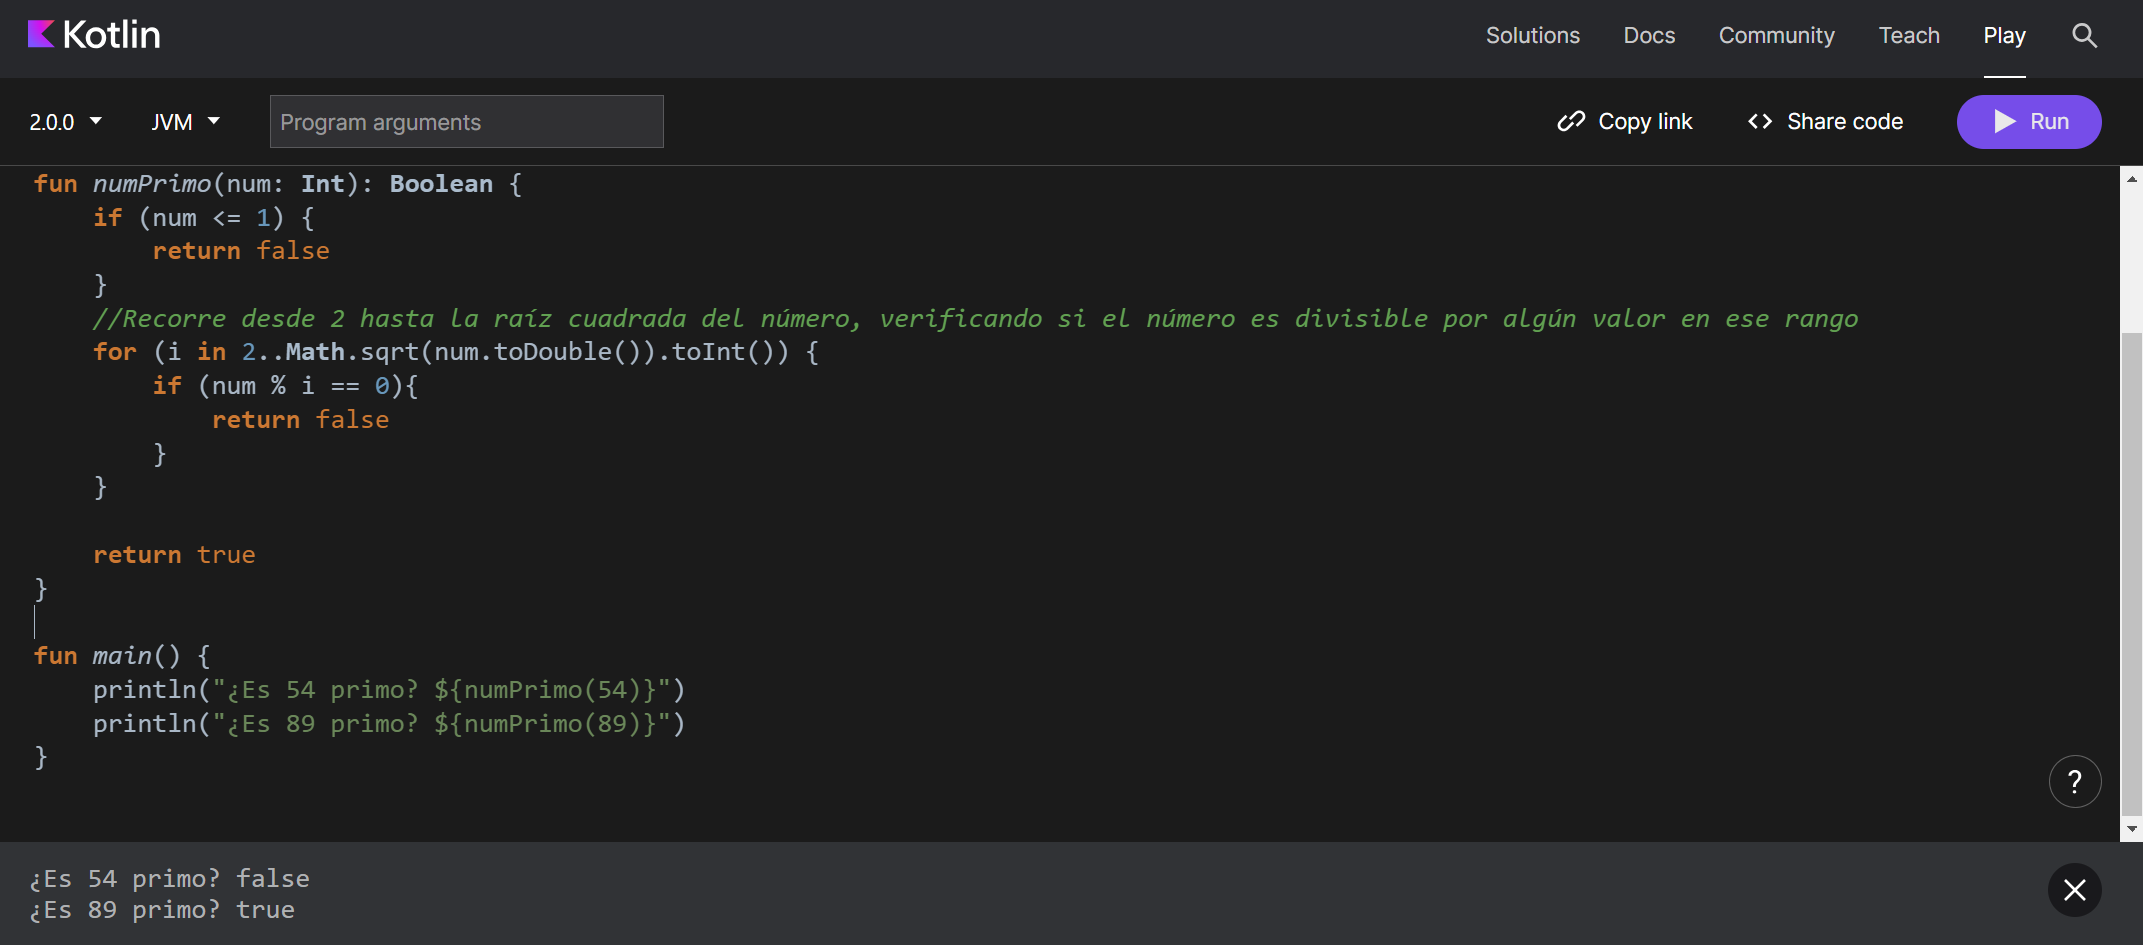 Kotlin
Solutions Docs Community Teach Play
2.0.0 JVM Program arguments Copy link <> Share code Run
fun numPrimo(num: Int): Boolean {
    if (num <= 1) {
        return false
    }
    //Recorre desde 2 hasta la raíz cuadrada del número, verificando si el número es divisible por algún valor en ese rango
    for (i in 2..Math.sqrt(num.toDouble()).toInt()) {
        if (num % i == 0){
            return false
        }
    }

    return true
}

fun main() {
    println("¿Es 54 primo? ${numPrimo(54)}")
    println("¿Es 89 primo? ${numPrimo(89)}")
}
?
¿Es 54 primo? false
¿Es 89 primo? true